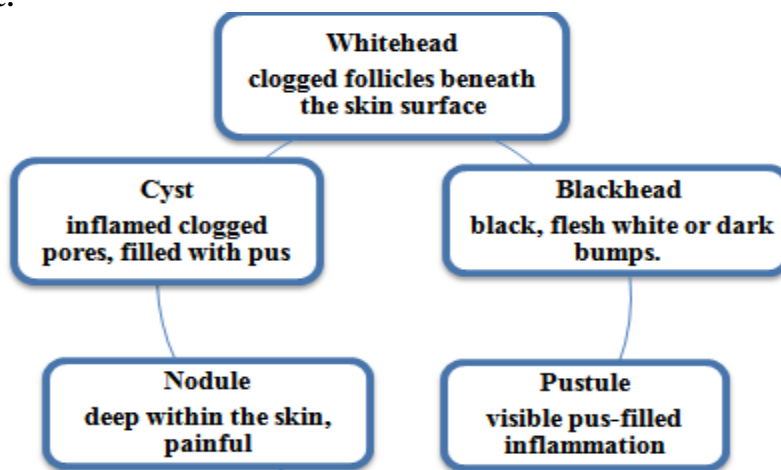 Whitehead
clogged follicles beneath
the skin surface
Cyst
inflamed clogged
pores, filled with pus
Blackhead
black, flesh white or dark
bumps.
Nodule
deep within the skin,
painful
Pustule
visible pus-filled
inflammation